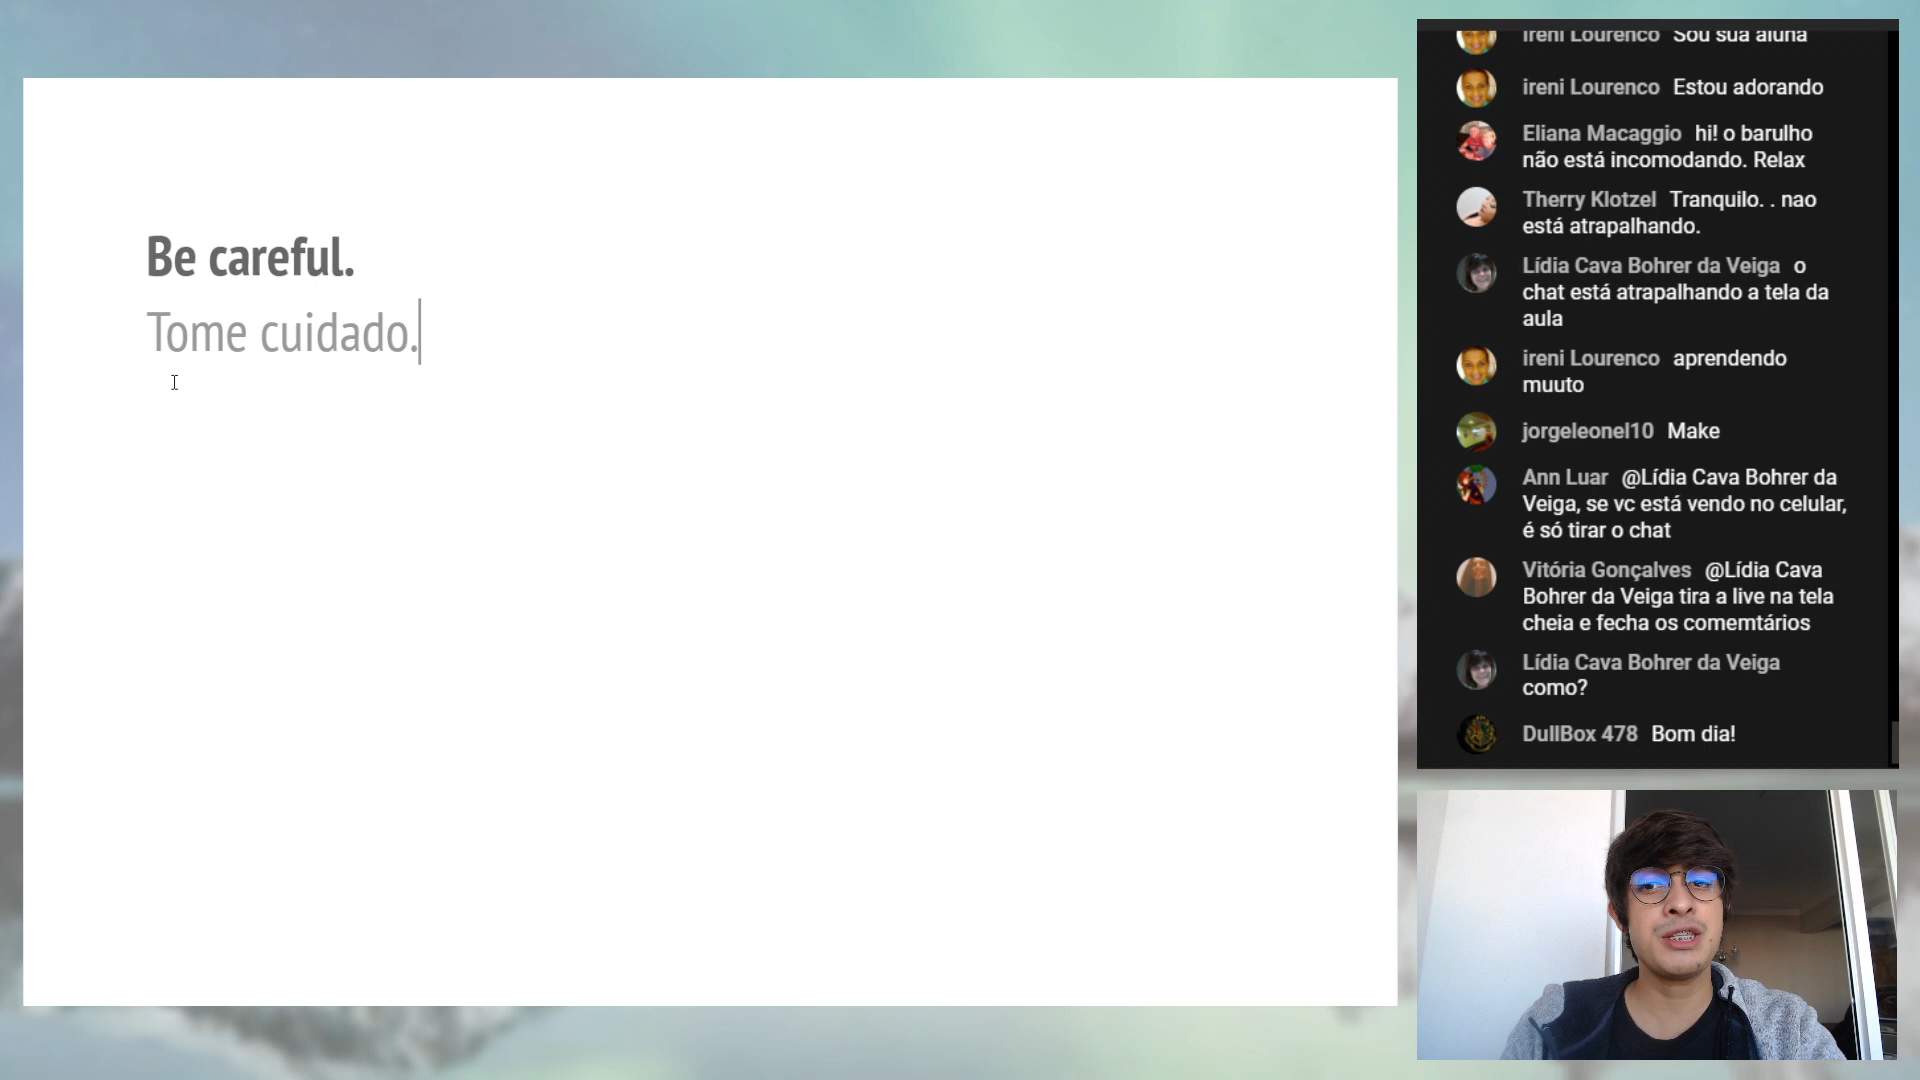 Be careful.
Tome cuidado.
ireni Lourenco Sou sua aluna
ireni Lourenco Estou adorando
Eliana Macaggio hi! o barulho
não está incomodando. Relax
Therry Klotzel Tranquilo. . nao
está atrapalhando.
Lídia Cava Bohrer da Veiga o
chat está atrapalhando a tela da
aula
ireni Lourenco aprendendo
muuto
jorgeleonel10 Make
Ann Luar @Lídia Cava Bohrer da
Veiga, se vc está vendo no celular,
é só tirar o chat
Vitória Gonçalves @Lídia Cava
Bohrer da Veiga tira a live na tela
cheia e fecha os comemtários
Lídia Cava Bohrer da Veiga
como?
DullBox 478 Bom dia!